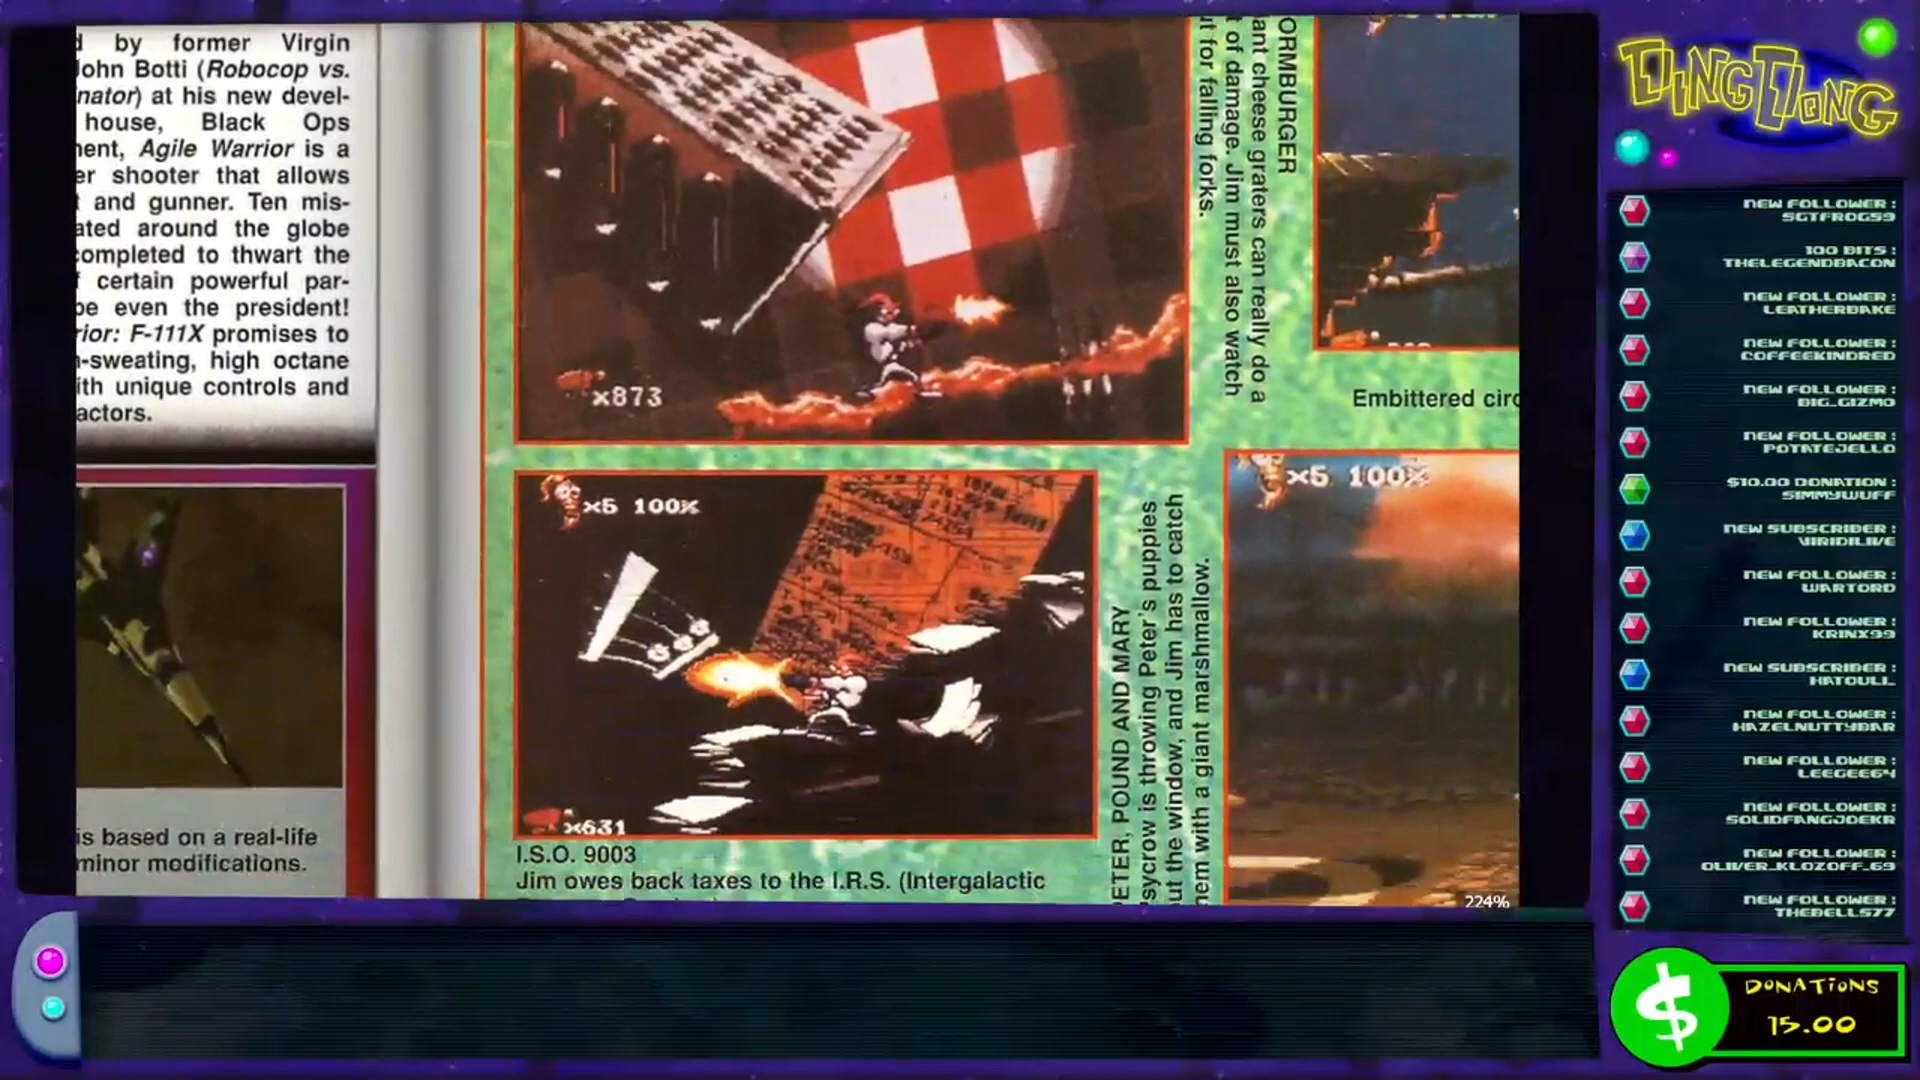 d by former Virgin
John Botti (Robocop vs.
nator) at his new devel-
house, Black Ops
nent, Agile Warrior is a
er shooter that allows
t and gunner. Ten mis-
ated around the globe
completed to thwart the
f certain powerful par-
be even the president!
rior: F-111X promises to
-sweating, high octane
ith unique controls and
actors.
is based on a real-life
minor modifications.
x873
ORMBURGER
ant cheese graters can really do a
t of damage. Jim must also watch
ut for falling forks.
Embittered circ
x5 100%
x631
I.S.O. 9003
Jim owes back taxes to the I.R.S. (Intergalactic
ETER, POUND AND MARY
sycrow is throwing Peter's puppies
ut the window, and Jim has to catch
hem with a giant marshmallow.
x5 100%
224%
TINGTONG
NEW FOLLOWER :
SGTFROG59
100 BITS :
THELEGENDBACON
NEW FOLLOWER :
LEATHERBAKE
NEW FOLLOWER :
COFFEEKINDRED
NEW FOLLOWER :
BIG_GIZMO
NEW FOLLOWER :
POTATEJELLO
$10.00 DONATION :
SIMMYWUFF
NEW SUBSCRIBER :
VIRIDILIVE
NEW FOLLOWER :
WARTORD
NEW FOLLOWER :
KRINX99
NEW SUBSCRIBER :
HATOULI_
NEW FOLLOWER :
HAZELNUTTYBAR
NEW FOLLOWER :
LEEGEE64
NEW FOLLOWER :
SOLIDFANGJOEKR
NEW FOLLOWER :
OLIVER_KLOZOFF_69
NEW FOLLOWER :
THEBELLS77
$
DONATIONS
15.00